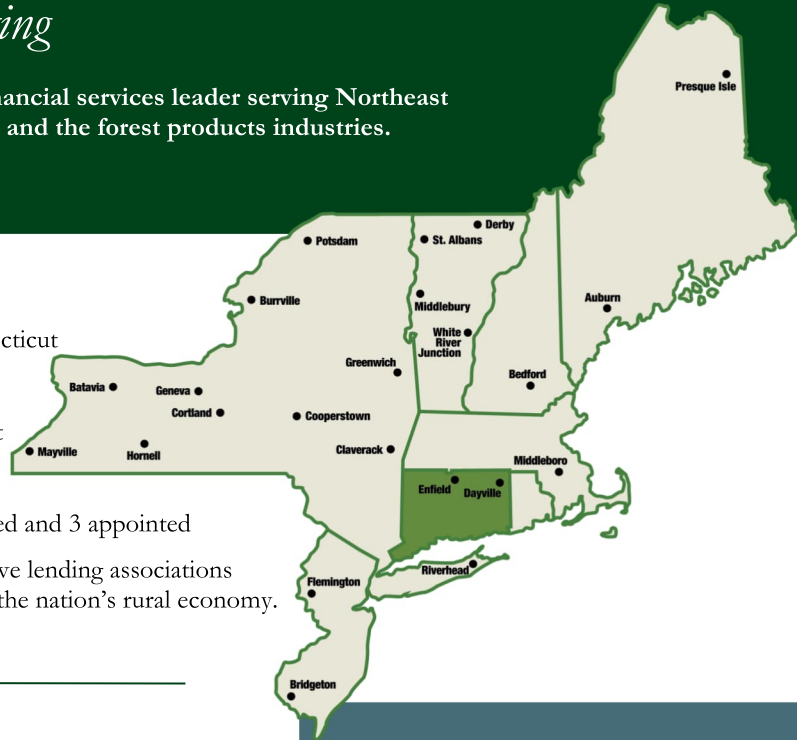 ancial services leader serving Northeast
and the forest products industries.
Presque Isle
Derby
Potsdam
St. Albans
Burrville
Middlebury
Auburn
White
River
Junction
cticut
Greenwich
Bedford
Batavia
Geneva
Cortland
Cooperstown
Claverack
Mayville
Hornell
Middleboro
Enfield
Dayville
ed and 3 appointed
ve lending associations
the nation's rural economy.
Riverhead
Flemington
Bridgeton